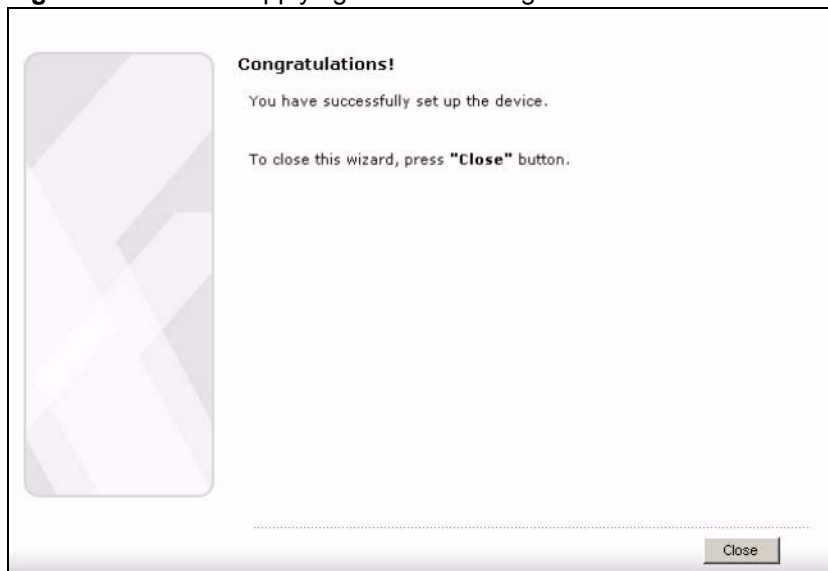 Congratulations!
You have successfully set up the device.
To close this wizard, press "Close" button.
Close